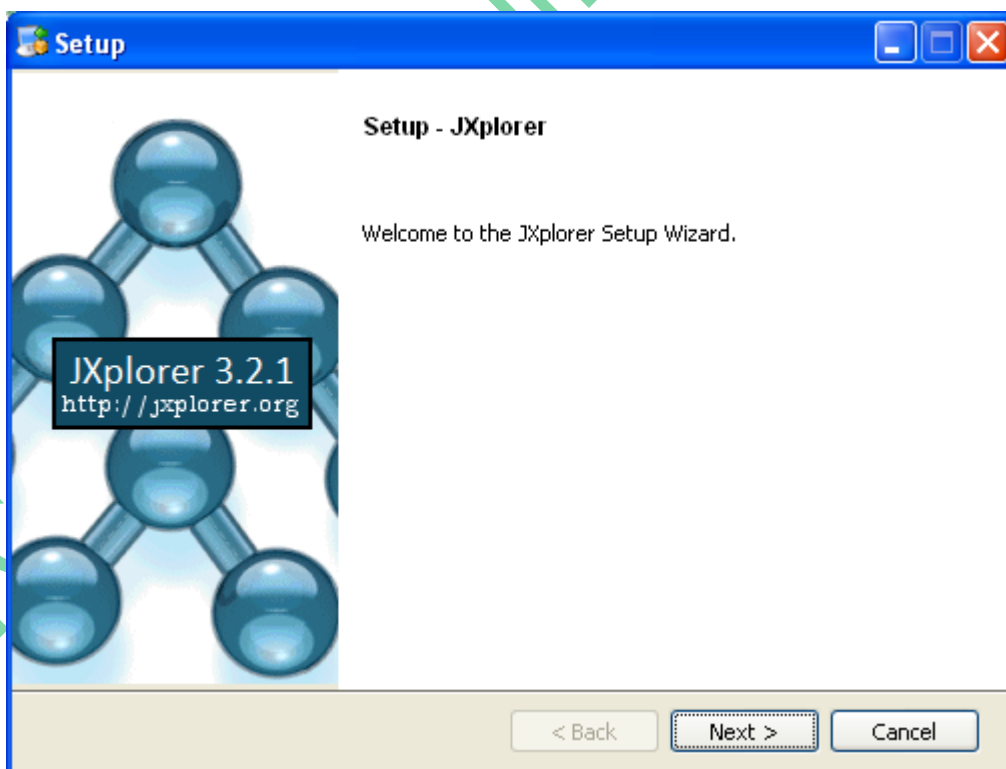 Setup
Setup - JXplorer
Welcome to the JXplorer Setup Wizard.
JXplorer 3.2.1
http://jxplorer.org
< Back
Next >
Cancel